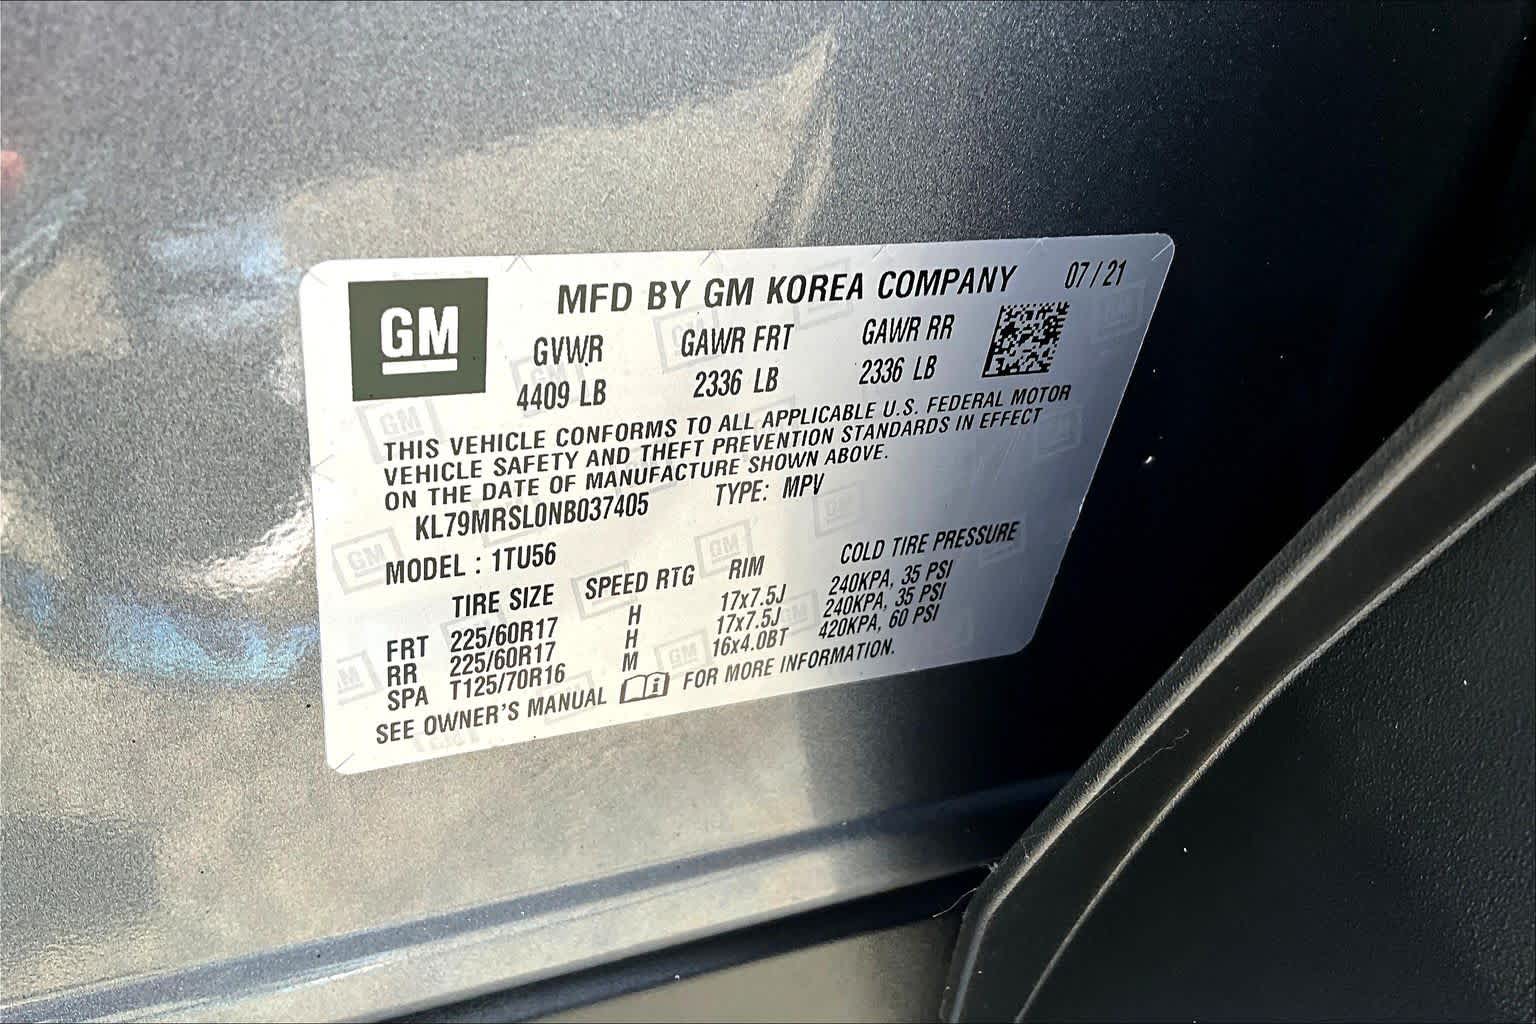 GM
MFD BY GM KOREA COMPANY 07/21
GVWR GAWR FRT GAWR RR
4409 LB 2336 LB 2336 LB
THIS VEHICLE CONFORMS TO ALL APPLICABLE U.S. FEDERAL MOTOR
VEHICLE SAFETY AND THEFT PREVENTION STANDARDS IN EFFECT
ON THE DATE OF MANUFACTURE SHOWN ABOVE.
KL79MRSL0NB037405 TYPE: MPV
MODEL : 1TU56
TIRE SIZE SPEED RTG RIM COLD TIRE PRESSURE
FRT 225/60R17 H 17x7.5J 240KPA, 35 PSI
RR 225/60R17 H 17x7.5J 240KPA, 35 PSI
SPA T125/70R16 M 16x4.0BT 420KPA, 60 PSI
SEE OWNER'S MANUAL i FOR MORE INFORMATION.